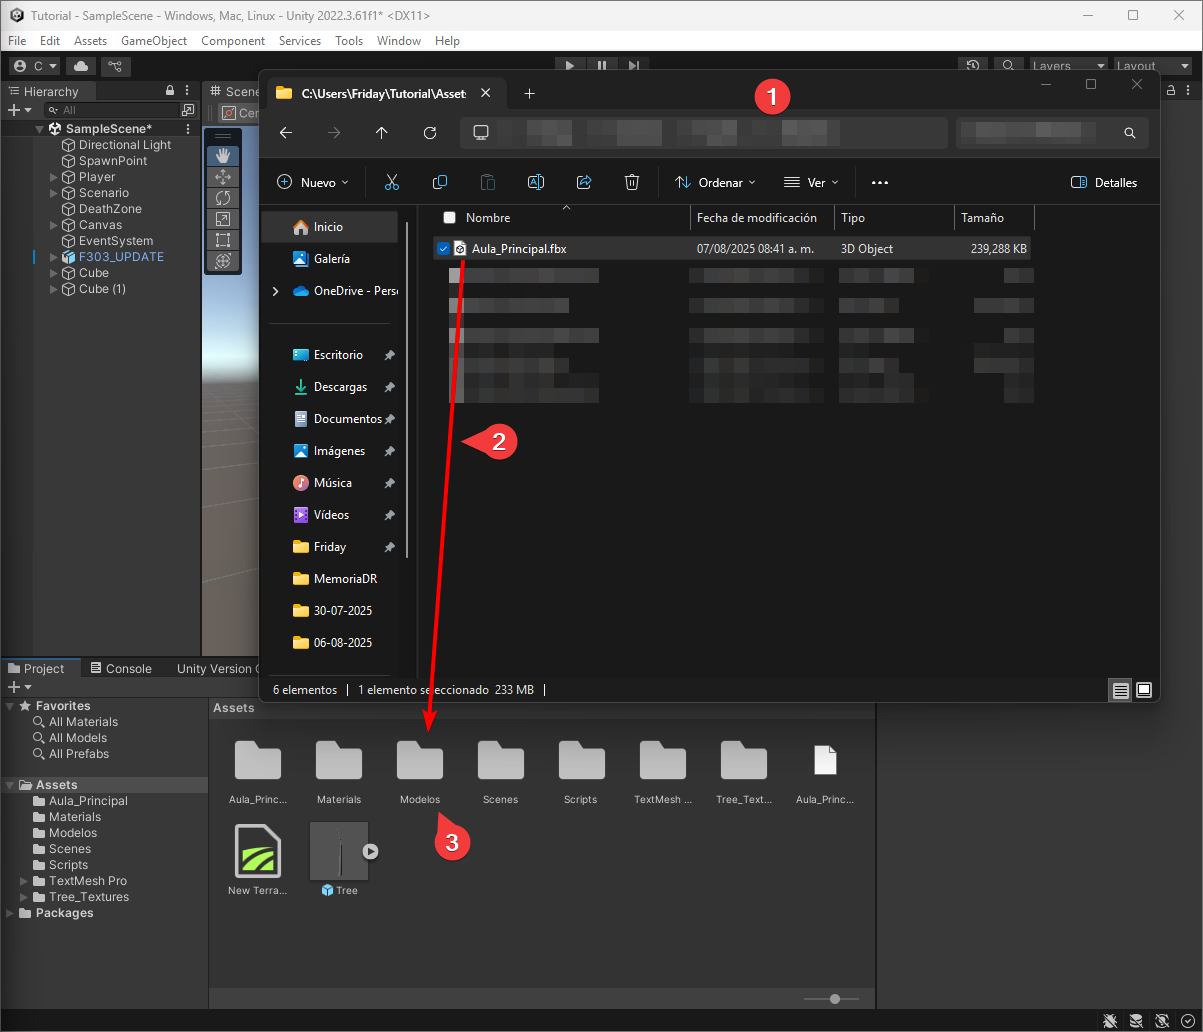 Tutorial - SampleScene - Windows, Mac, Linux - Unity 2022.3.61f1* <DX11>
File Edit Assets GameObject Component Services Tools Window Help
C
Layers
Layout
Hierarchy
All
SampleScene*
Directional Light
SpawnPoint
Player
Scenario
DeathZone
Canvas
EventSystem
F303_UPDATE
Cube
Cube (1)
Scene
Cen
C:\Users\Friday\Tutorial\Asset:
1
Nuevo
Ordenar
Ver
Detalles
Inicio
Galería
OneDrive - Perso
Escritorio
Descargas
Documentos
Imágenes
Música
Vídeos
Friday
MemoriaDR
30-07-2025
06-08-2025
Nombre Fecha de modificación Tipo Tamaño
Aula_Principal.fbx 07/08/2025 08:41 a. m. 3D Object 239,288 KB
2
6 elementos 1 elemento seleccionado 233 MB
Project Console Unity Version C
Favorites
All Materials
All Models
All Prefabs
Assets
Aula_Principal
Materials
Modelos
Scenes
Scripts
TextMesh Pro
Tree_Textures
Packages
Assets
Aula_Princ... Materials Modelos Scenes Scripts TextMesh ... Tree_Text... Aula_Princ...
3
New Terra... Tree